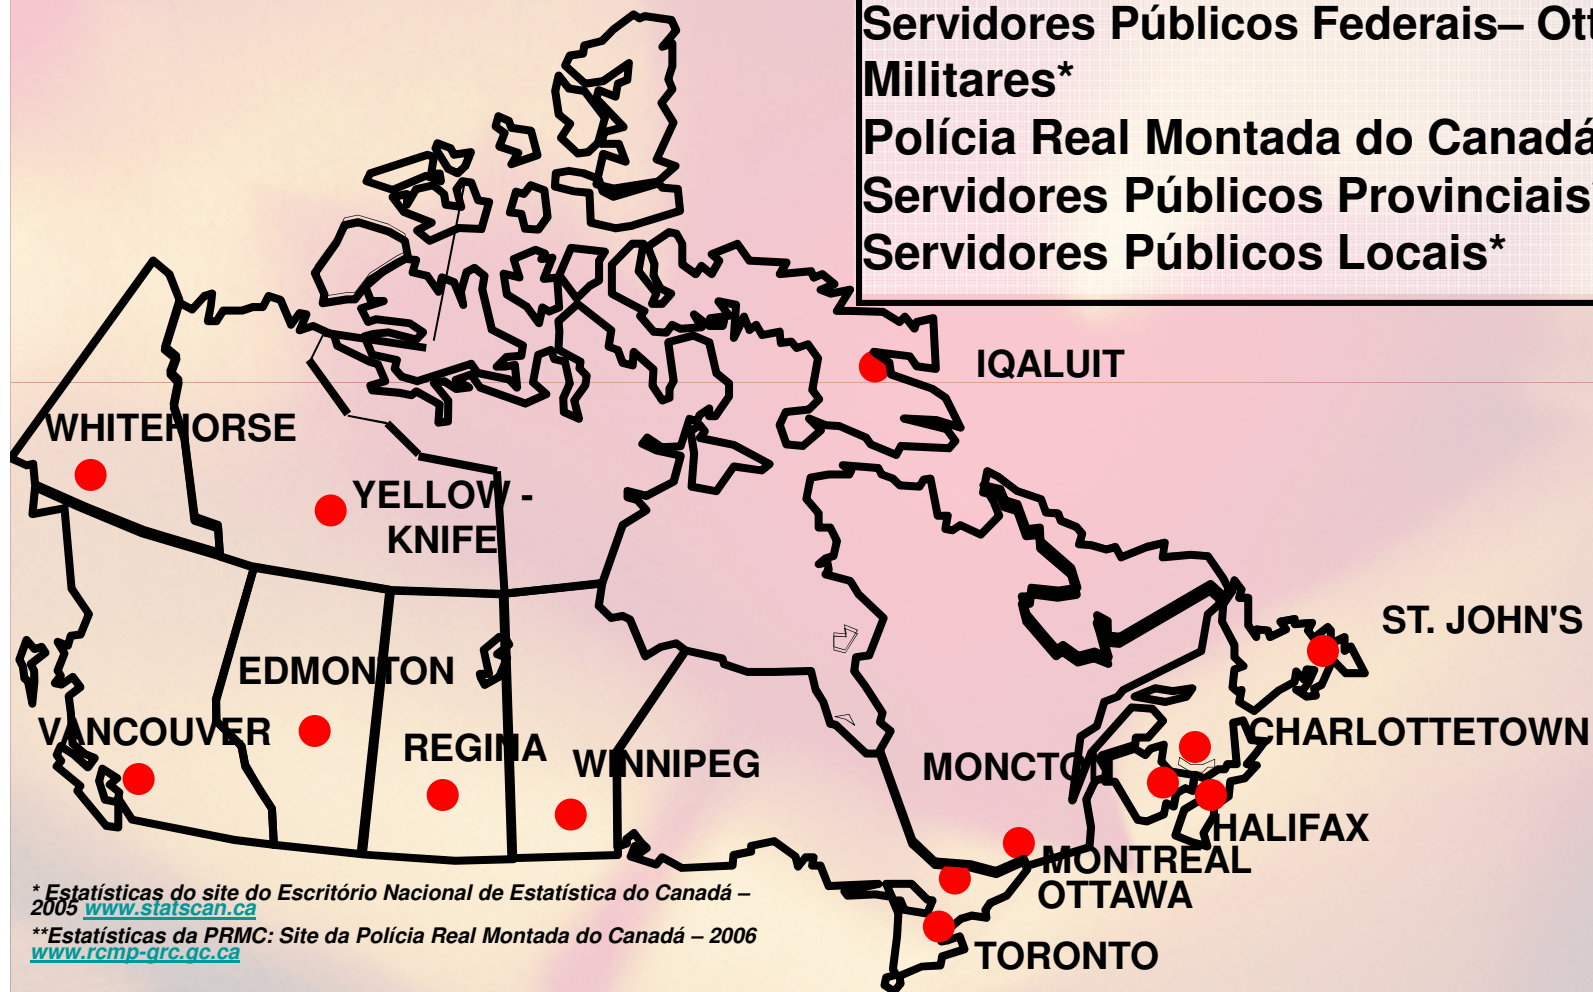 Servidores Públicos Federais– Ott
Militares*
Polícia Real Montada do Canadá
Servidores Públicos Provinciais
Servidores Públicos Locais*
IQALUIT
WHITEHORSE
YELLOW -
KNIFE
ST. JOHN'S
EDMONTON
VANCOUVER
REGINA
WINNIPEG
MONCTON
CHARLOTTETOWN
HALIFAX
MONTREAL
OTTAWA
TORONTO
* Estatísticas do site do Escritório Nacional de Estatística do Canadá –
2005 www.statscan.ca
**Estatísticas da PRMC: Site da Polícia Real Montada do Canadá – 2006
www.rcmp-grc.gc.ca